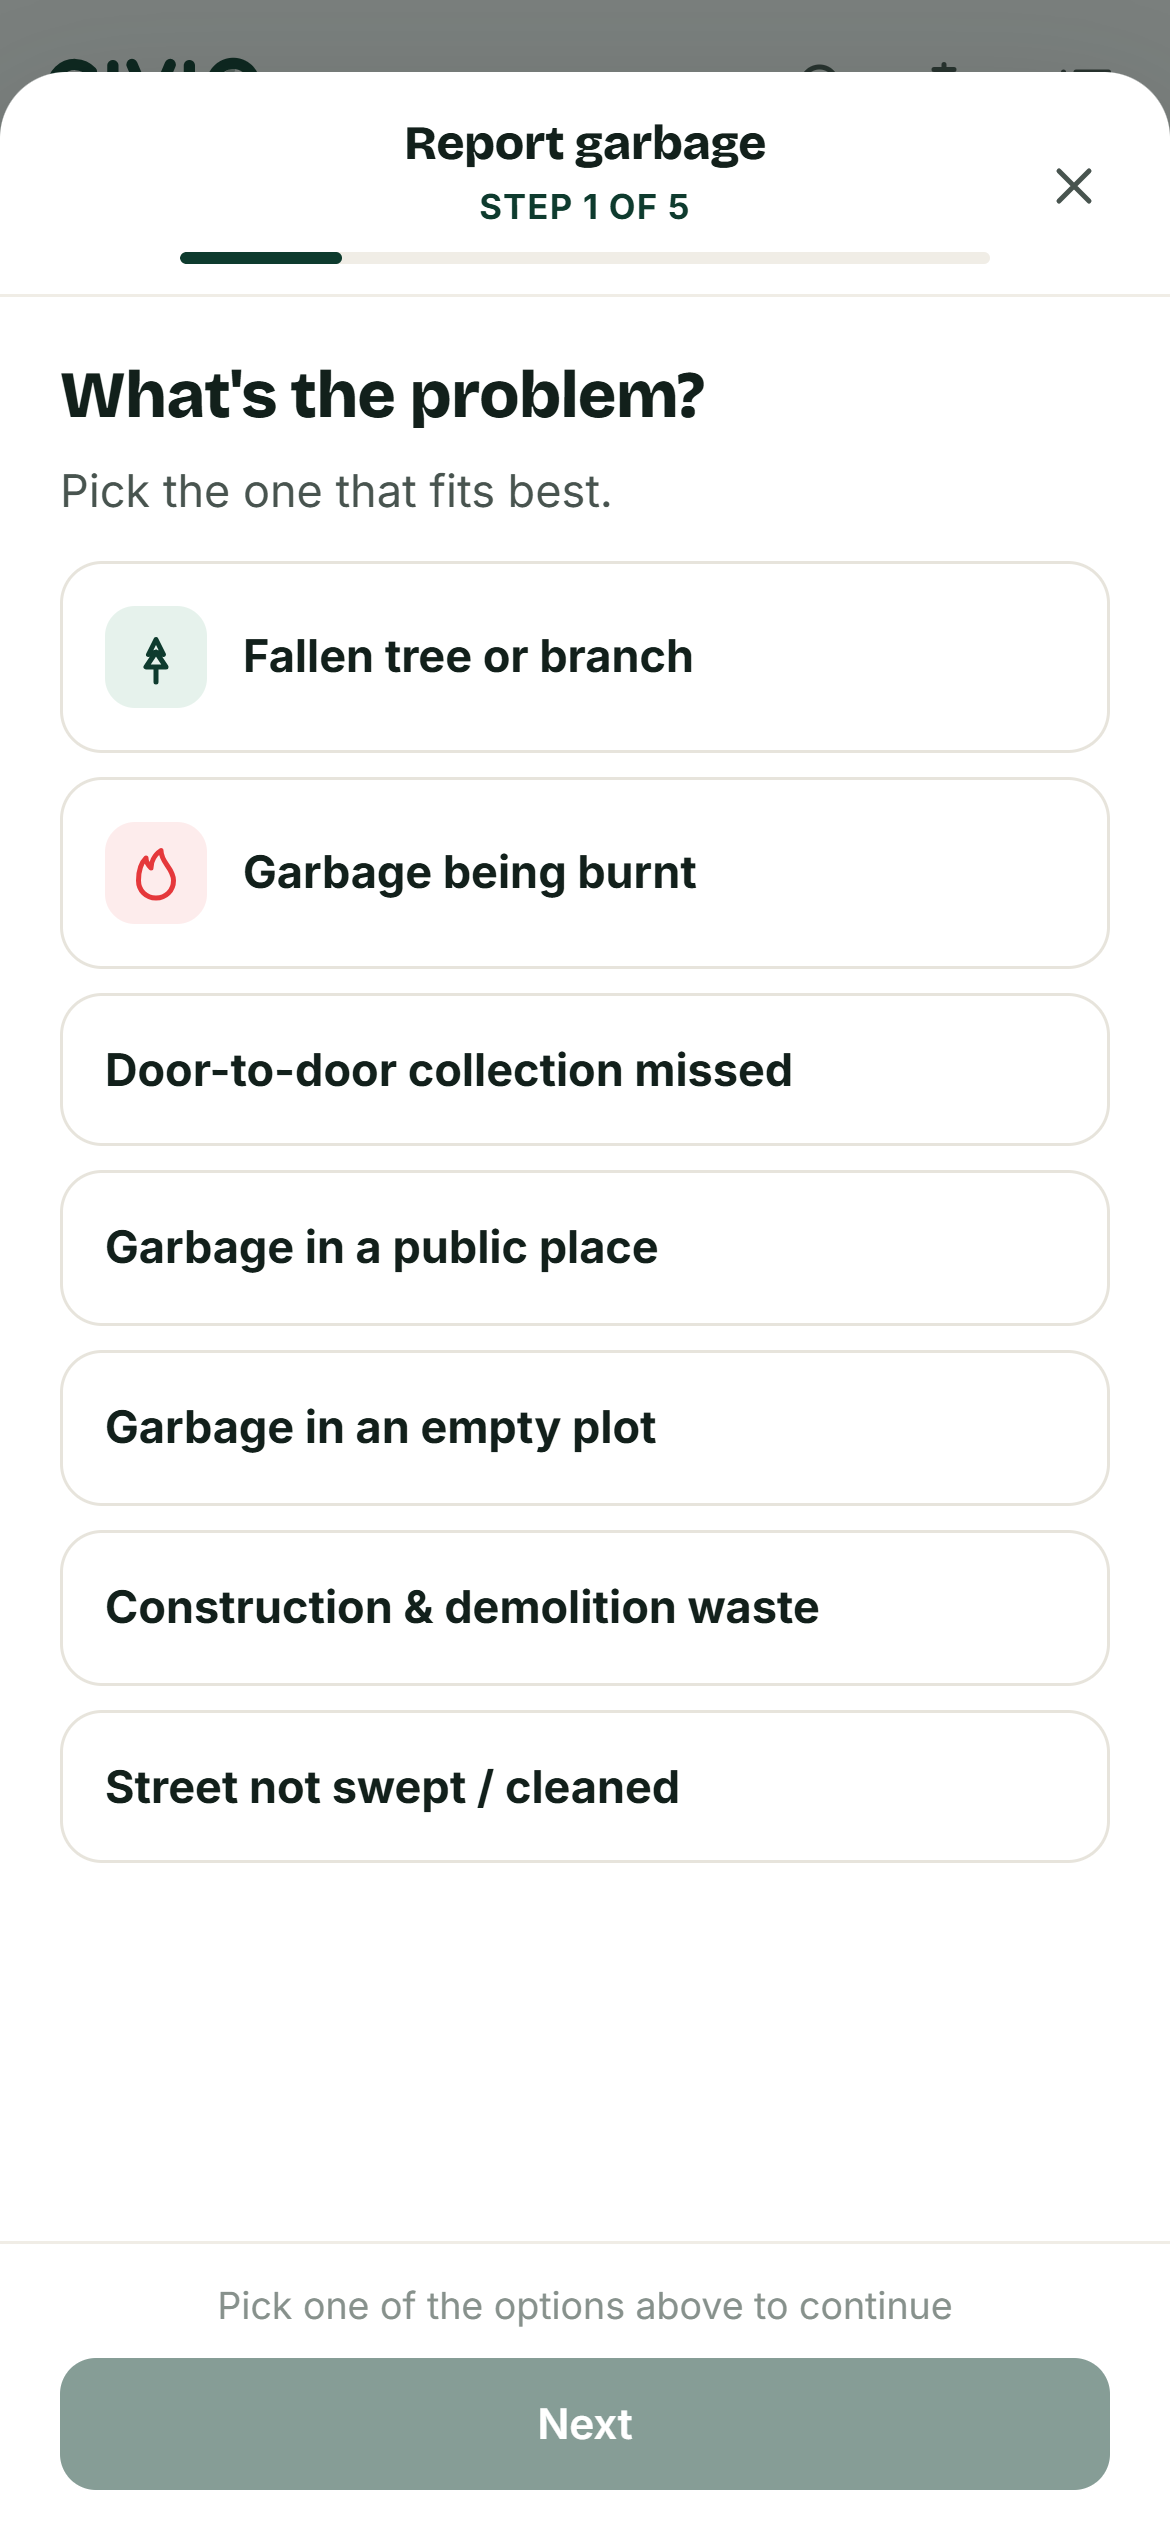 Report garbage
STEP 1 OF 5
What's the problem?
Pick the one that fits best.
Fallen tree or branch
Garbage being burnt
Door-to-door collection missed
Garbage in a public place
Garbage in an empty plot
Construction & demolition waste
Street not swept / cleaned
Pick one of the options above to continue
Next